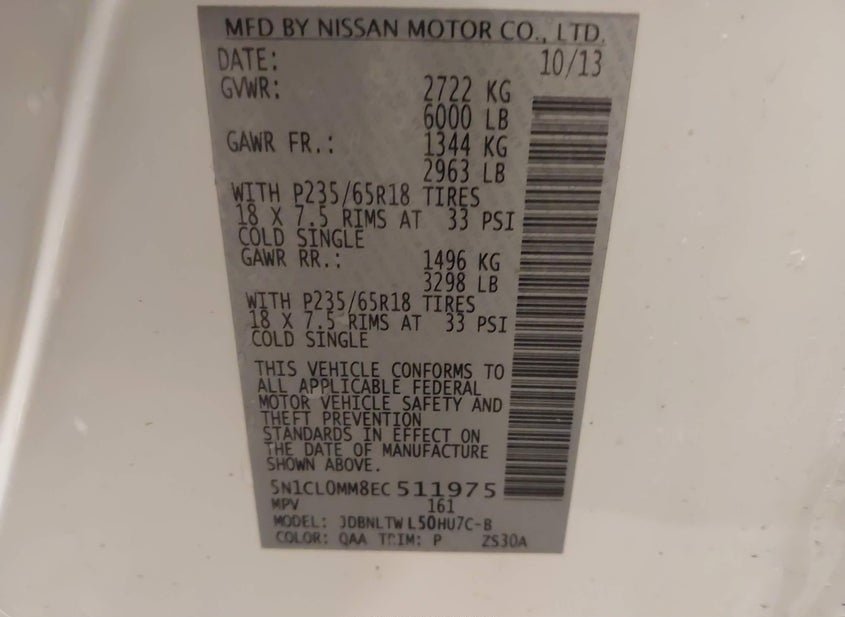 MFD BY NISSAN MOTOR CO., LTD.
DATE: 10/13
GVWR: 2722 KG
6000 LB
GAWR FR.: 1344 KG
2963 LB
WITH P235/65R18 TIRES
18 X 7.5 RIMS AT 33 PSI
COLD SINGLE
GAWR RR.: 1496 KG
3298 LB
WITH P235/65R18 TIRES
18 X 7.5 RIMS AT 33 PSI
COLD SINGLE
THIS VEHICLE CONFORMS TO
ALL APPLICABLE FEDERAL
MOTOR VEHICLE SAFETY AND
THEFT PREVENTION
STANDARDS IN EFFECT ON
THE DATE OF MANUFACTURE
SHOWN ABOVE.
5N1CL0MM8EC 511975
MPV 161
MODEL: JDBNLTW L50HU7C-B
COLOR: QAA TRIM: P ZS30A